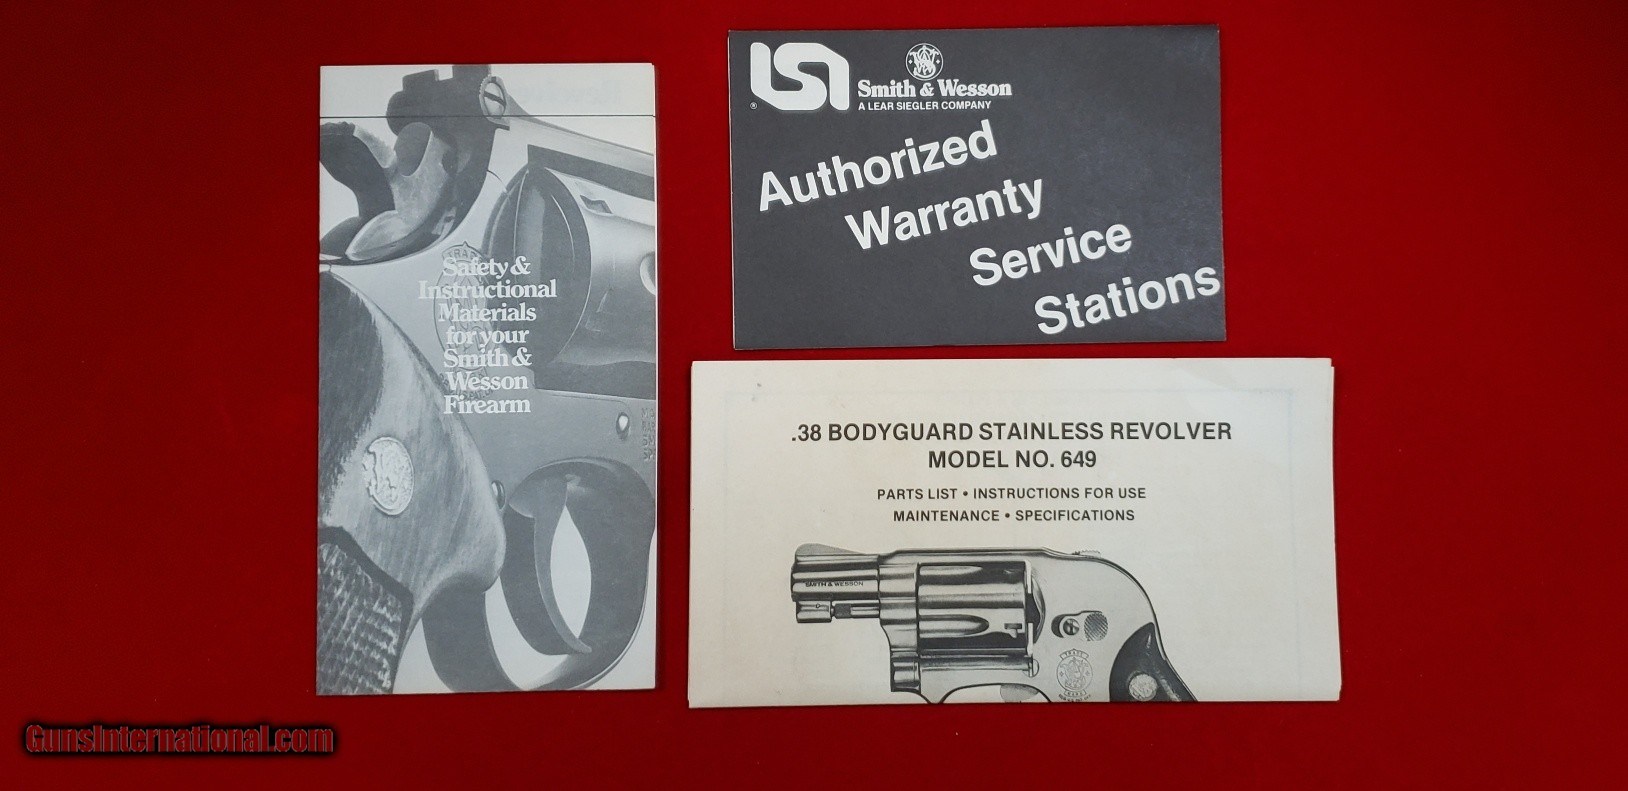 Safety &
Instructional
Materials
for your
Smith &
Wesson
Firearm
®
Smith & Wesson
A LEAR SIEGLER COMPANY
Authorized
Warranty
Service
Stations
.38 BODYGUARD STAINLESS REVOLVER
MODEL NO. 649
PARTS LIST • INSTRUCTIONS FOR USE
MAINTENANCE • SPECIFICATIONS
SMITH & WESSON
GunsInternational.com